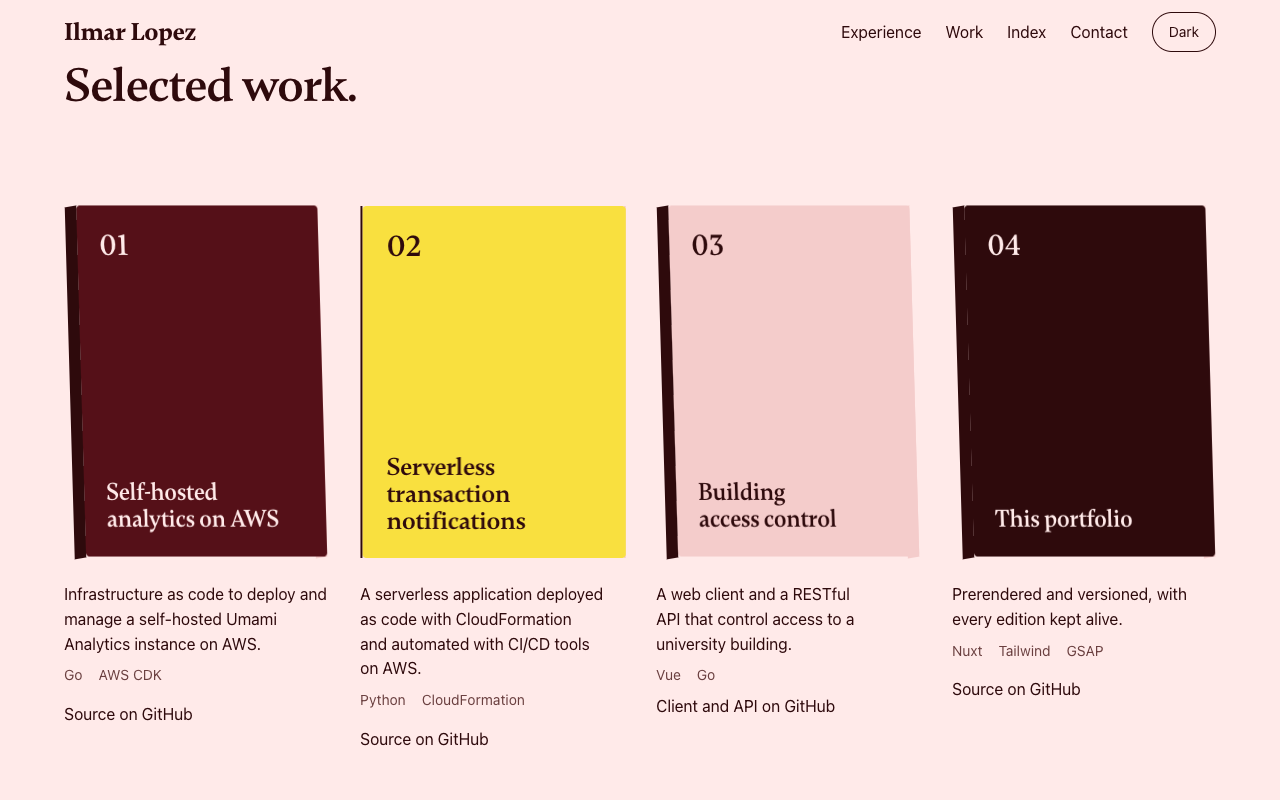 Ilmar Lopez
Experience Work Index Contact Dark
Selected work.
01
Self-hosted
analytics on AWS
Infrastructure as code to deploy and
manage a self-hosted Umami
Analytics instance on AWS.
Go AWS CDK
Source on GitHub
02
Serverless
transaction
notifications
A serverless application deployed
as code with CloudFormation
and automated with CI/CD tools
on AWS.
Python CloudFormation
Source on GitHub
03
Building
access control
A web client and a RESTful
API that control access to a
university building.
Vue Go
Client and API on GitHub
04
This portfolio
Prerendered and versioned, with
every edition kept alive.
Nuxt Tailwind GSAP
Source on GitHub